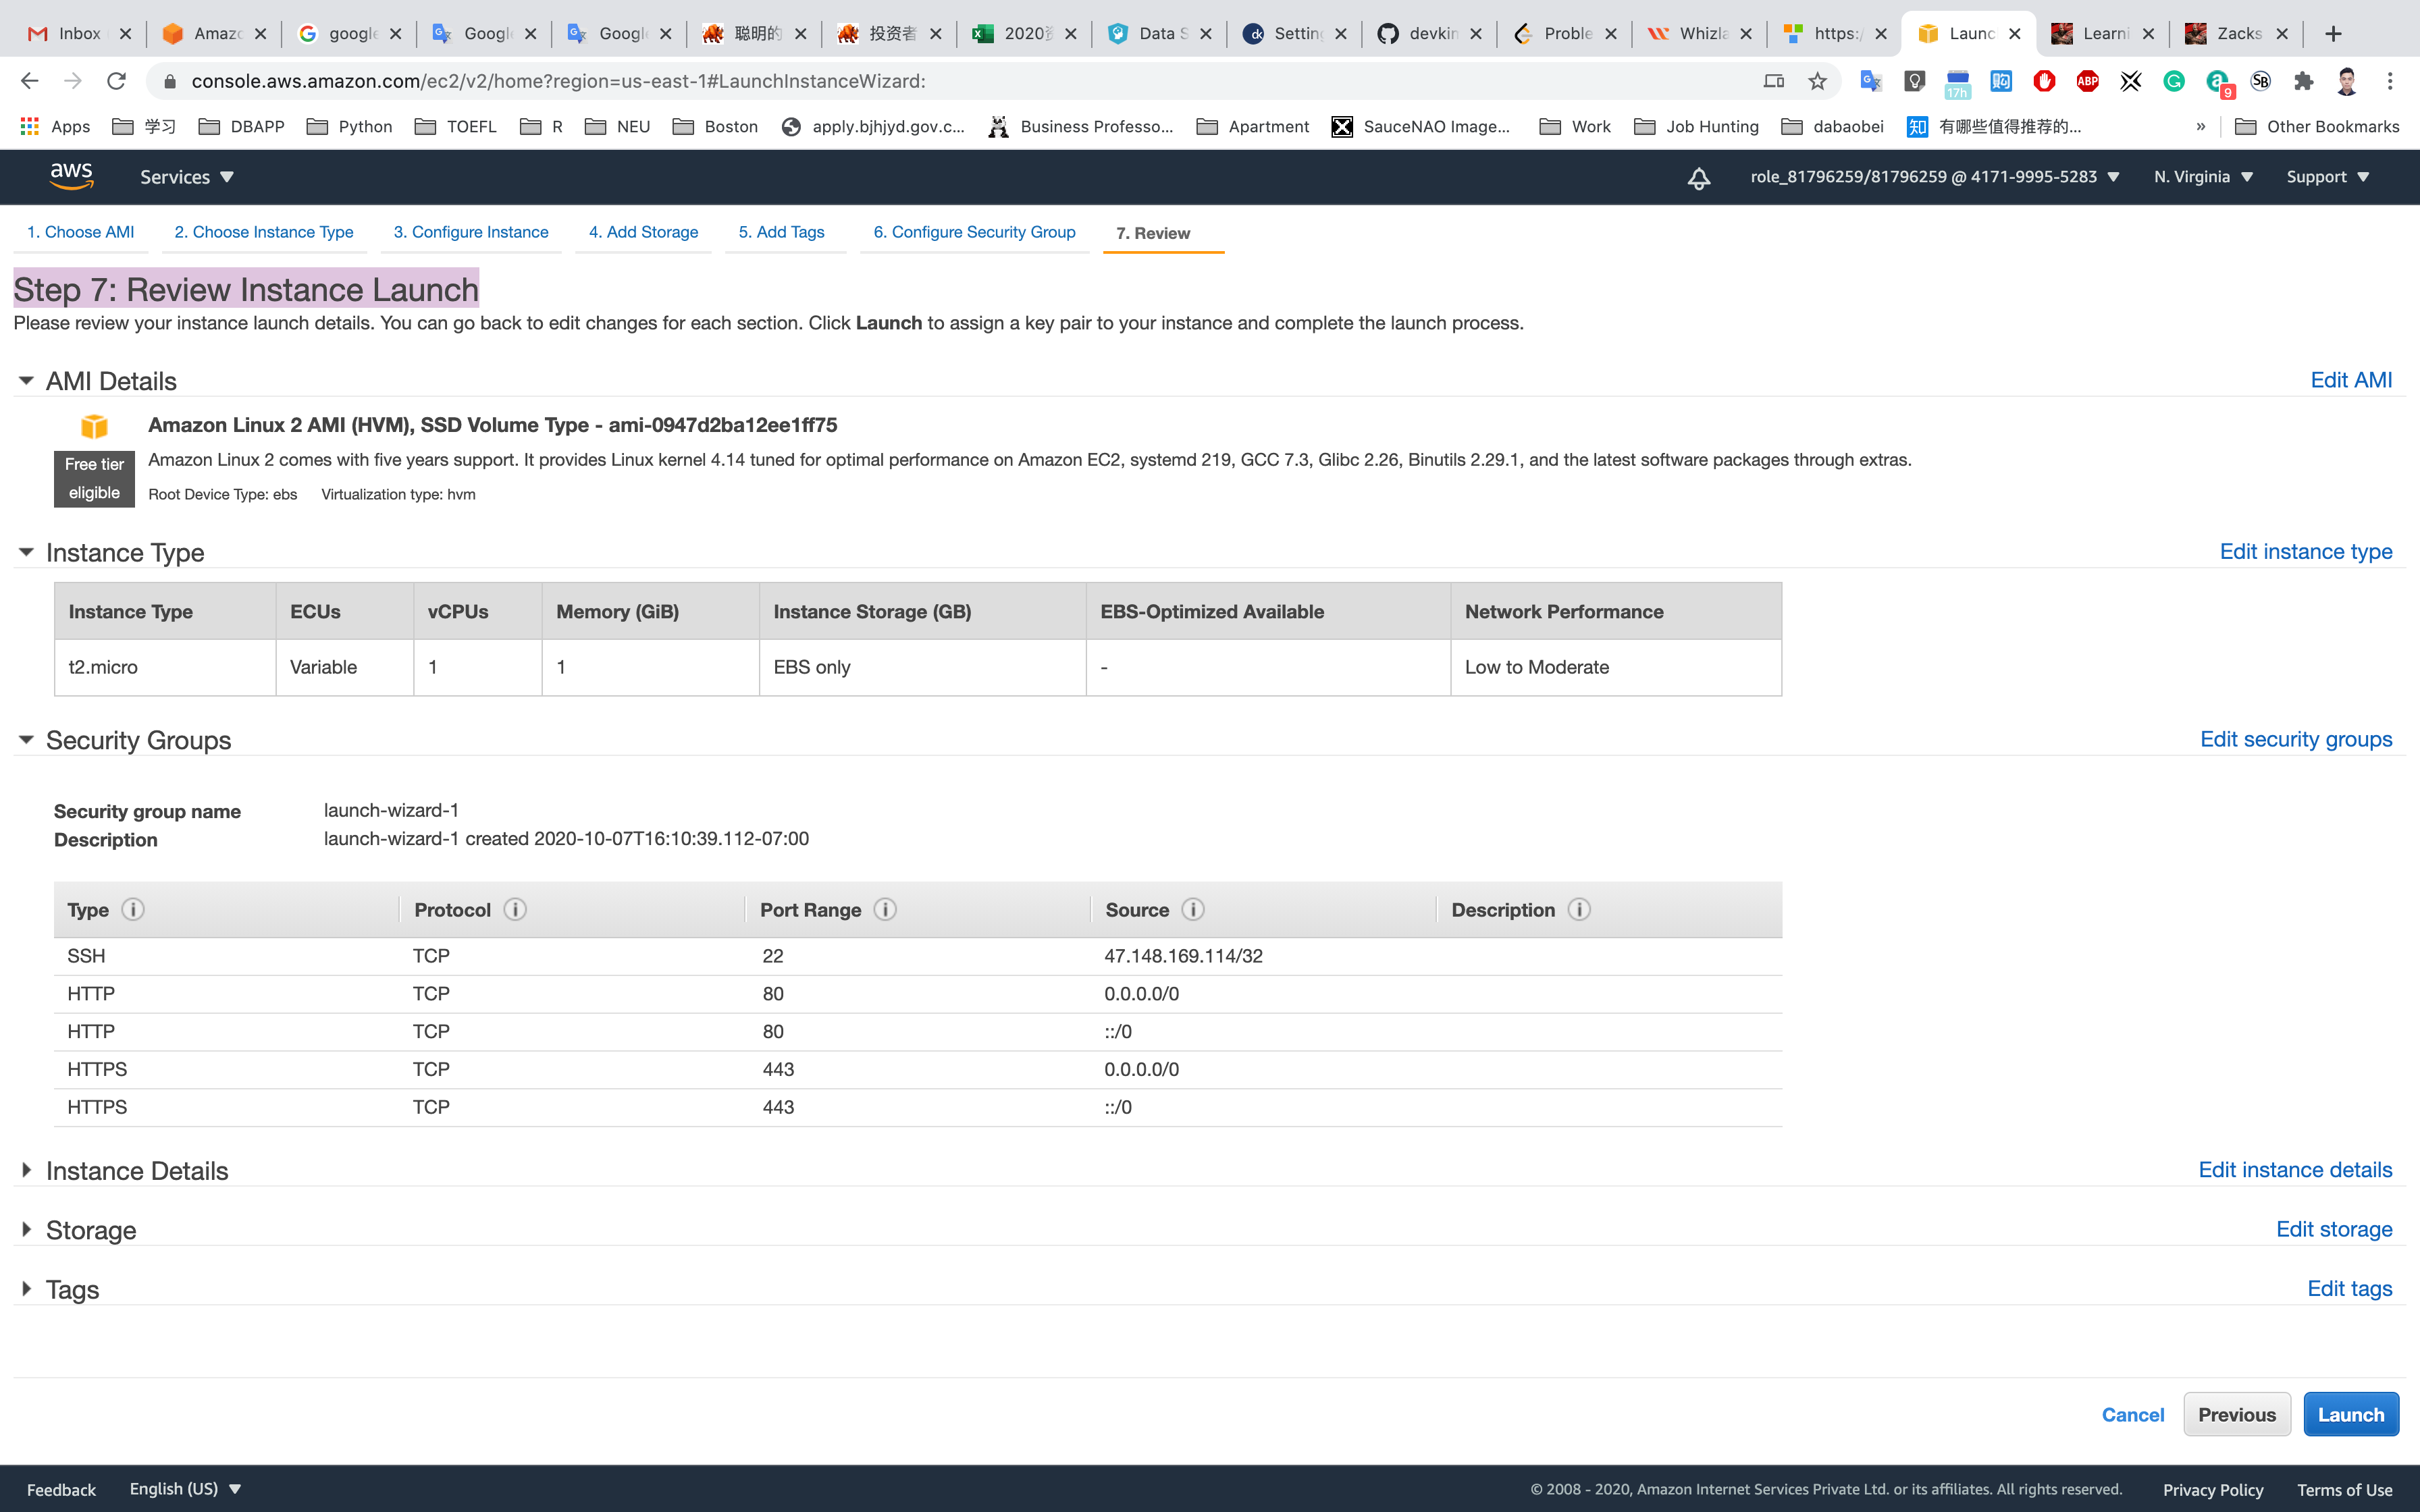 Inbox Amazo google Google Google 聪明的 投资者 2020 Data S Setting devkin Proble Whizla https:/ Launc Learni Zacks
console.aws.amazon.com/ec2/v2/home?region=us-east-1#LaunchInstanceWizard:
17h ABP 9 SB
Apps 学习 DBAPP Python TOEFL R NEU Boston apply.bjhjyd.gov.c... Business Professo... Apartment SauceNAO Image... Work Job Hunting dabaobei 知 有哪些值得推荐的... » Other Bookmarks
aws Services role_81796259/81796259 @ 4171-9995-5283 N. Virginia Support
1. Choose AMI 2. Choose Instance Type 3. Configure Instance 4. Add Storage 5. Add Tags 6. Configure Security Group 7. Review
Step 7: Review Instance Launch
Please review your instance launch details. You can go back to edit changes for each section. Click Launch to assign a key pair to your instance and complete the launch process.
AMI Details Edit AMI
Amazon Linux 2 AMI (HVM), SSD Volume Type - ami-0947d2ba12ee1ff75
Free tier eligible
Amazon Linux 2 comes with five years support. It provides Linux kernel 4.14 tuned for optimal performance on Amazon EC2, systemd 219, GCC 7.3, Glibc 2.26, Binutils 2.29.1, and the latest software packages through extras.
Root Device Type: ebs Virtualization type: hvm
Instance Type Edit instance type
Instance Type ECUs vCPUs Memory (GiB) Instance Storage (GB) EBS-Optimized Available Network Performance
t2.micro Variable 1 1 EBS only - Low to Moderate
Security Groups Edit security groups
Security group name launch-wizard-1
Description launch-wizard-1 created 2020-10-07T16:10:39.112-07:00
Type Protocol Port Range Source Description
SSH TCP 22 47.148.169.114/32
HTTP TCP 80 0.0.0.0/0
HTTP TCP 80 ::/0
HTTPS TCP 443 0.0.0.0/0
HTTPS TCP 443 ::/0
Instance Details Edit instance details
Storage Edit storage
Tags Edit tags
Cancel Previous Launch
Feedback English (US) © 2008 - 2020, Amazon Internet Services Private Ltd. or its affiliates. All rights reserved. Privacy Policy Terms of Use